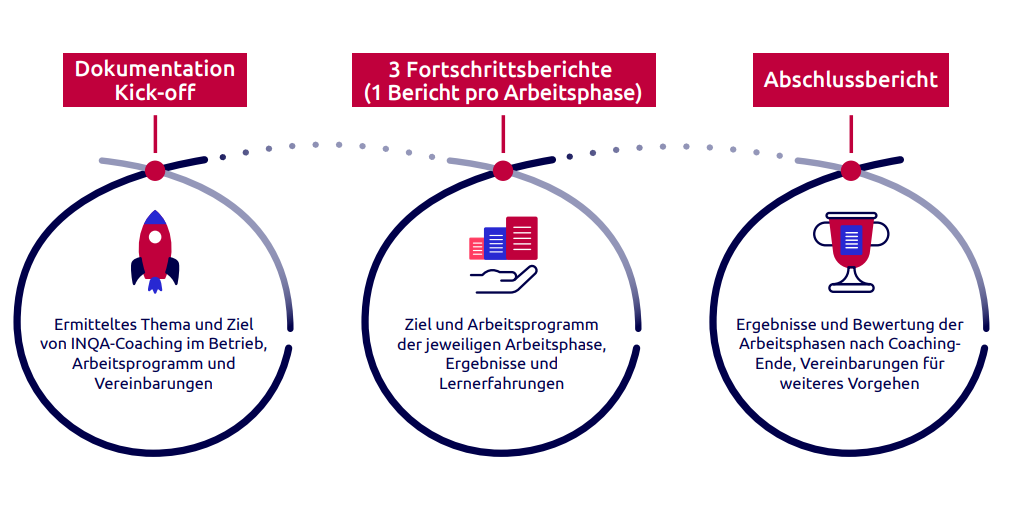 Dokumentation
Kick-off
3 Fortschrittsberichte
(1 Bericht pro Arbeitsphase)
Abschlussbericht
Ermitteltes Thema und Ziel
von INQA-Coaching im Betrieb,
Arbeitsprogramm und
Vereinbarungen
Ziel und Arbeitsprogramm
der jeweiligen Arbeitsphase,
Ergebnisse und
Lernerfahrungen
Ergebnisse und Bewertung der
Arbeitsphasen nach Coaching-
Ende, Vereinbarungen für
weiteres Vorgehen